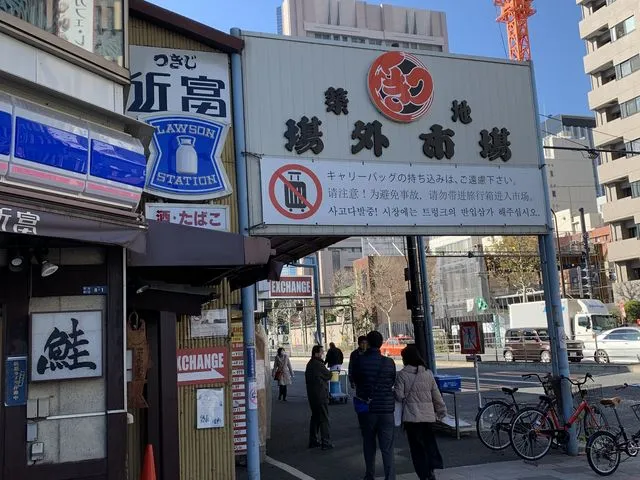 つきじ
近富
LAWSON
STATION
酒・たばこ
近富
鮭
EXCHANGE
EXCHANGE
築地
場外市場
キャリーバッグの持ち込みは、ご遠慮下さい。
请注意！为避免事故，请勿带进旅行箱进入市场。
사고다발중! 시장에는 트렁크의 반입삼가 해주십시오.